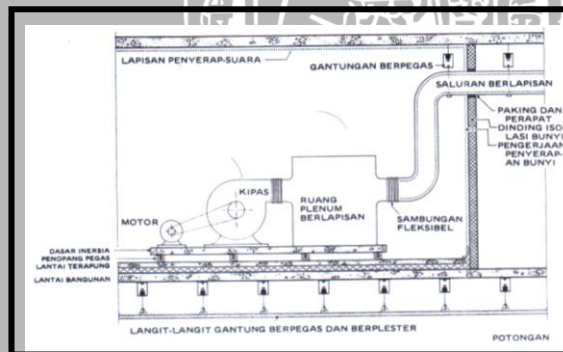 LAPISAN PENYERAP-SUARA
GANTUNGAN BERPEGAS
SALURAN BERLAPISAN
PAKING DAN
PERAPAT
DINDING ISO-
LASI BUNYI
PENGERJAAN
PENYERAP-
AN BUNYI
KIPAS
RUANG
PLENUM
BERLAPISAN
MOTOR
SAMBUNGAN
FLEKSIBEL
DASAR INERSIA
PENOPANG PEGAS
LANTAI TERAPUNG
LANTAI BANGUNAN
LANGIT-LANGIT GANTUNG BERPEGAS DAN BERPLESTER
POTONGAN